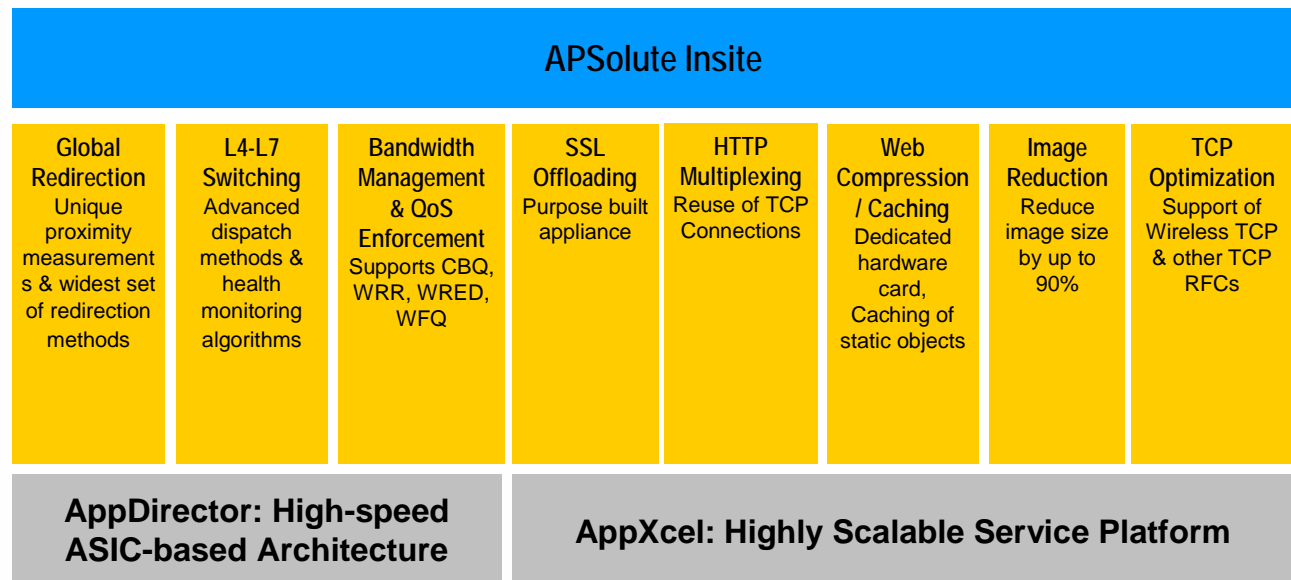 APSolute Insite
Global
Redirection
Unique
proximity
measurement
s & widest set
of redirection
methods
L4-L7
Switching
Advanced
dispatch
methods &
health
monitoring
algorithms
Bandwidth
Management
& QoS
Enforcement
Supports CBQ,
WRR, WRED,
WFQ
SSL
Offloading
Purpose built
appliance
HTTP
Multiplexing
Reuse of TCP
Connections
Web
Compression
/ Caching
Dedicated
hardware
card,
Caching of
static objects
Image
Reduction
Reduce
image size
by up to
90%
TCP
Optimization
Support of
Wireless TCP
& other TCP
RFCs
AppDirector: High-speed
ASIC-based Architecture
AppXcel: Highly Scalable Service Platform